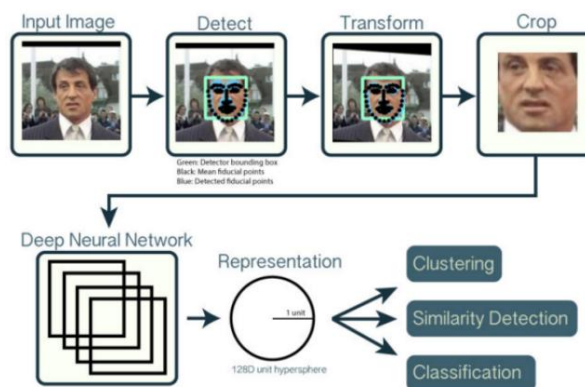 Input Image
Detect
Transform
Crop
Green: Detector bounding box
Black: Mean fiducial points
Blue: Detected fiducial points
Deep Neural Network
Representation
1 unit
128D unit hypersphere
Clustering
Similarity Detection
Classification